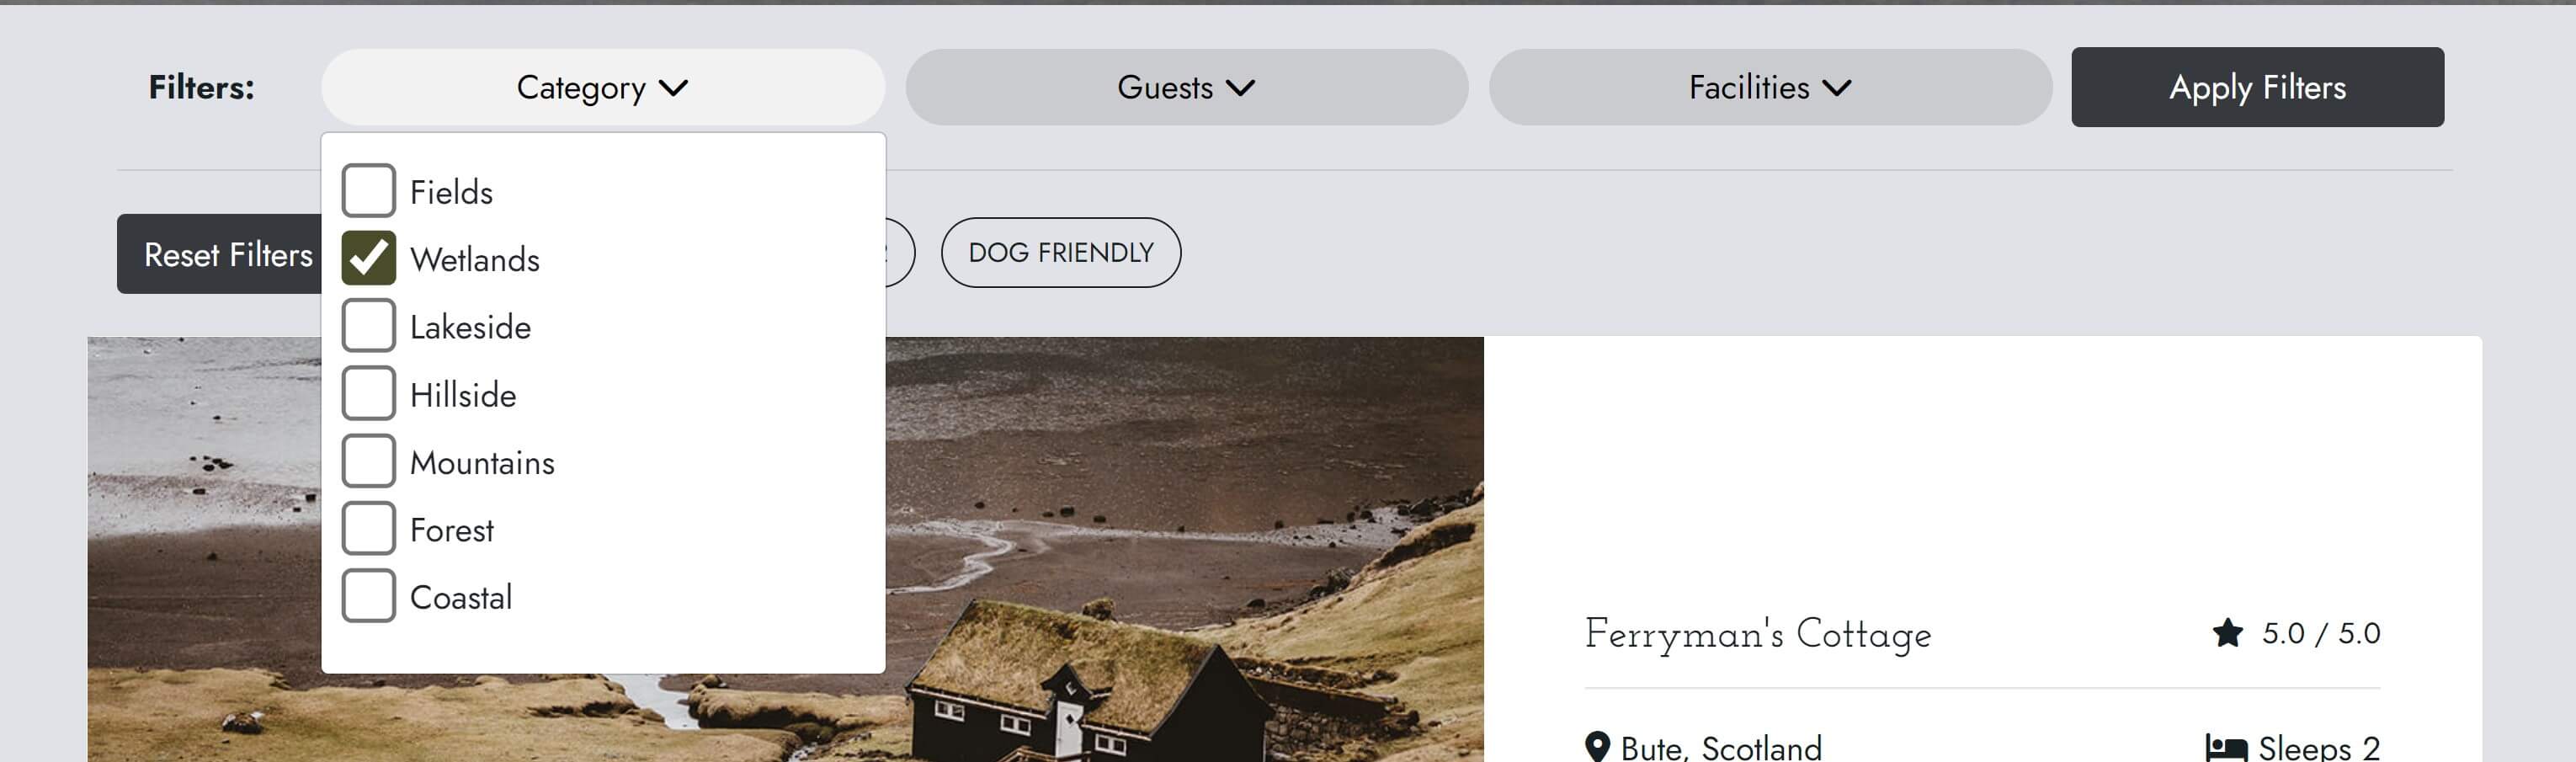 Filters:
Category
Guests
Facilities
Apply Filters
Fields
Wetlands
Lakeside
Hillside
Mountains
Forest
Coastal
Reset Filters
DOG FRIENDLY
Ferryman's Cottage
5.0 / 5.0
Bute, Scotland
Sleeps 2